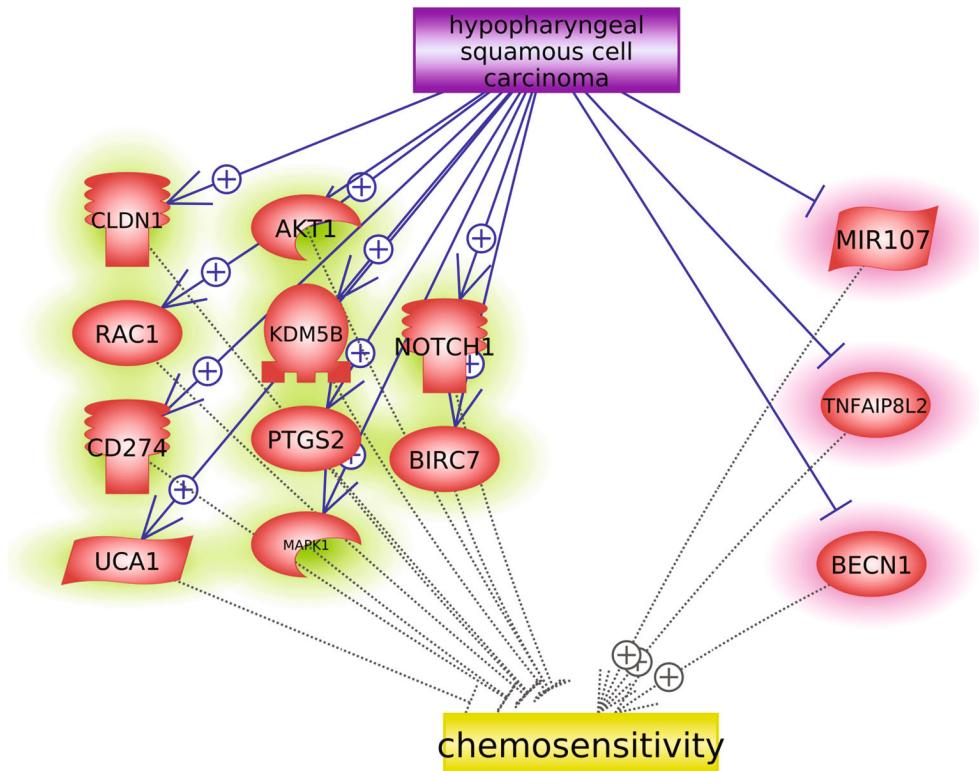 hypopharyngeal
squamous cell
carcinoma
CLDN1
AKT1
MIR107
RAC1
KDM5B
NOTCH1
TNFAIP8L2
CD274
PTGS2
BIRC7
UCA1
MAPK1
BECN1
chemosensitivity